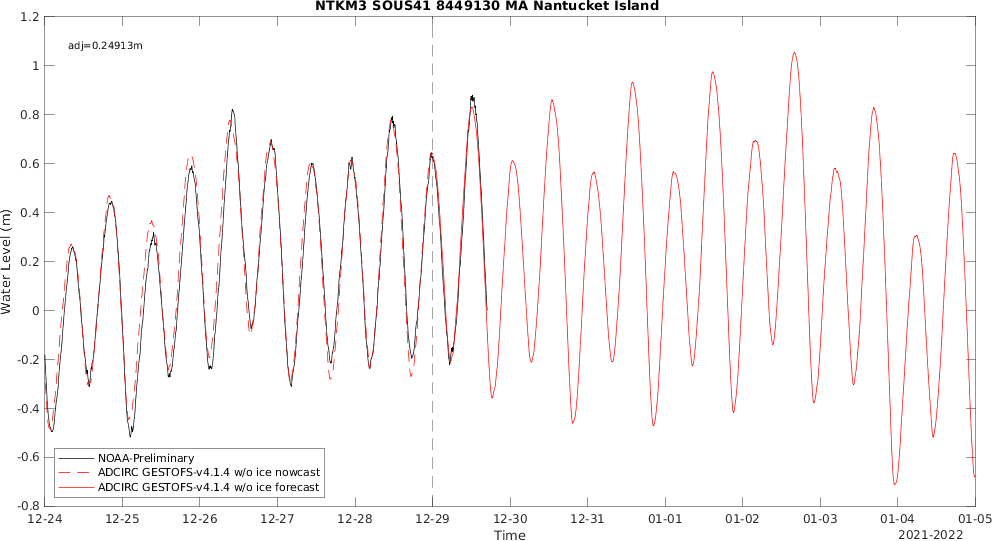 NTKM3 SOUS41 8449130 MA Nantucket Island
1.2
1
0.8
0.6
0.4
0.2
0
-0.2
-0.4
-0.6
-0.8
Water Level (m)
adj=0.24913m
NOAA-Preliminary
ADCIRC GESTOFS-v4.1.4 w/o ice nowcast
ADCIRC GESTOFS-v4.1.4 w/o ice forecast
12-24 12-25 12-26 12-27 12-28 12-29 12-30 12-31 01-01 01-02 01-03 01-04 01-05
Time
2021-2022